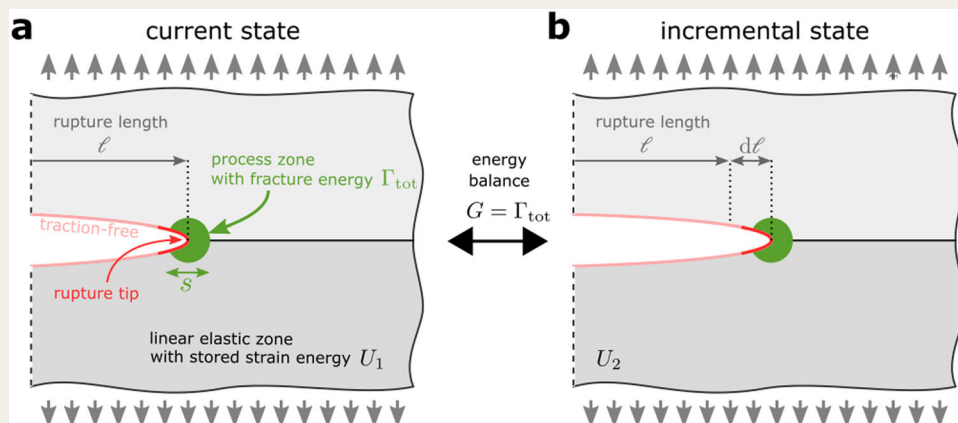 a
current state
rupture length
ℓ
process zone
with fracture energy Γtot
traction-free
s
rupture tip
linear elastic zone
with stored strain energy U1
energy
balance
G = Γtot
b
incremental state
rupture length
ℓ
dℓ
U2